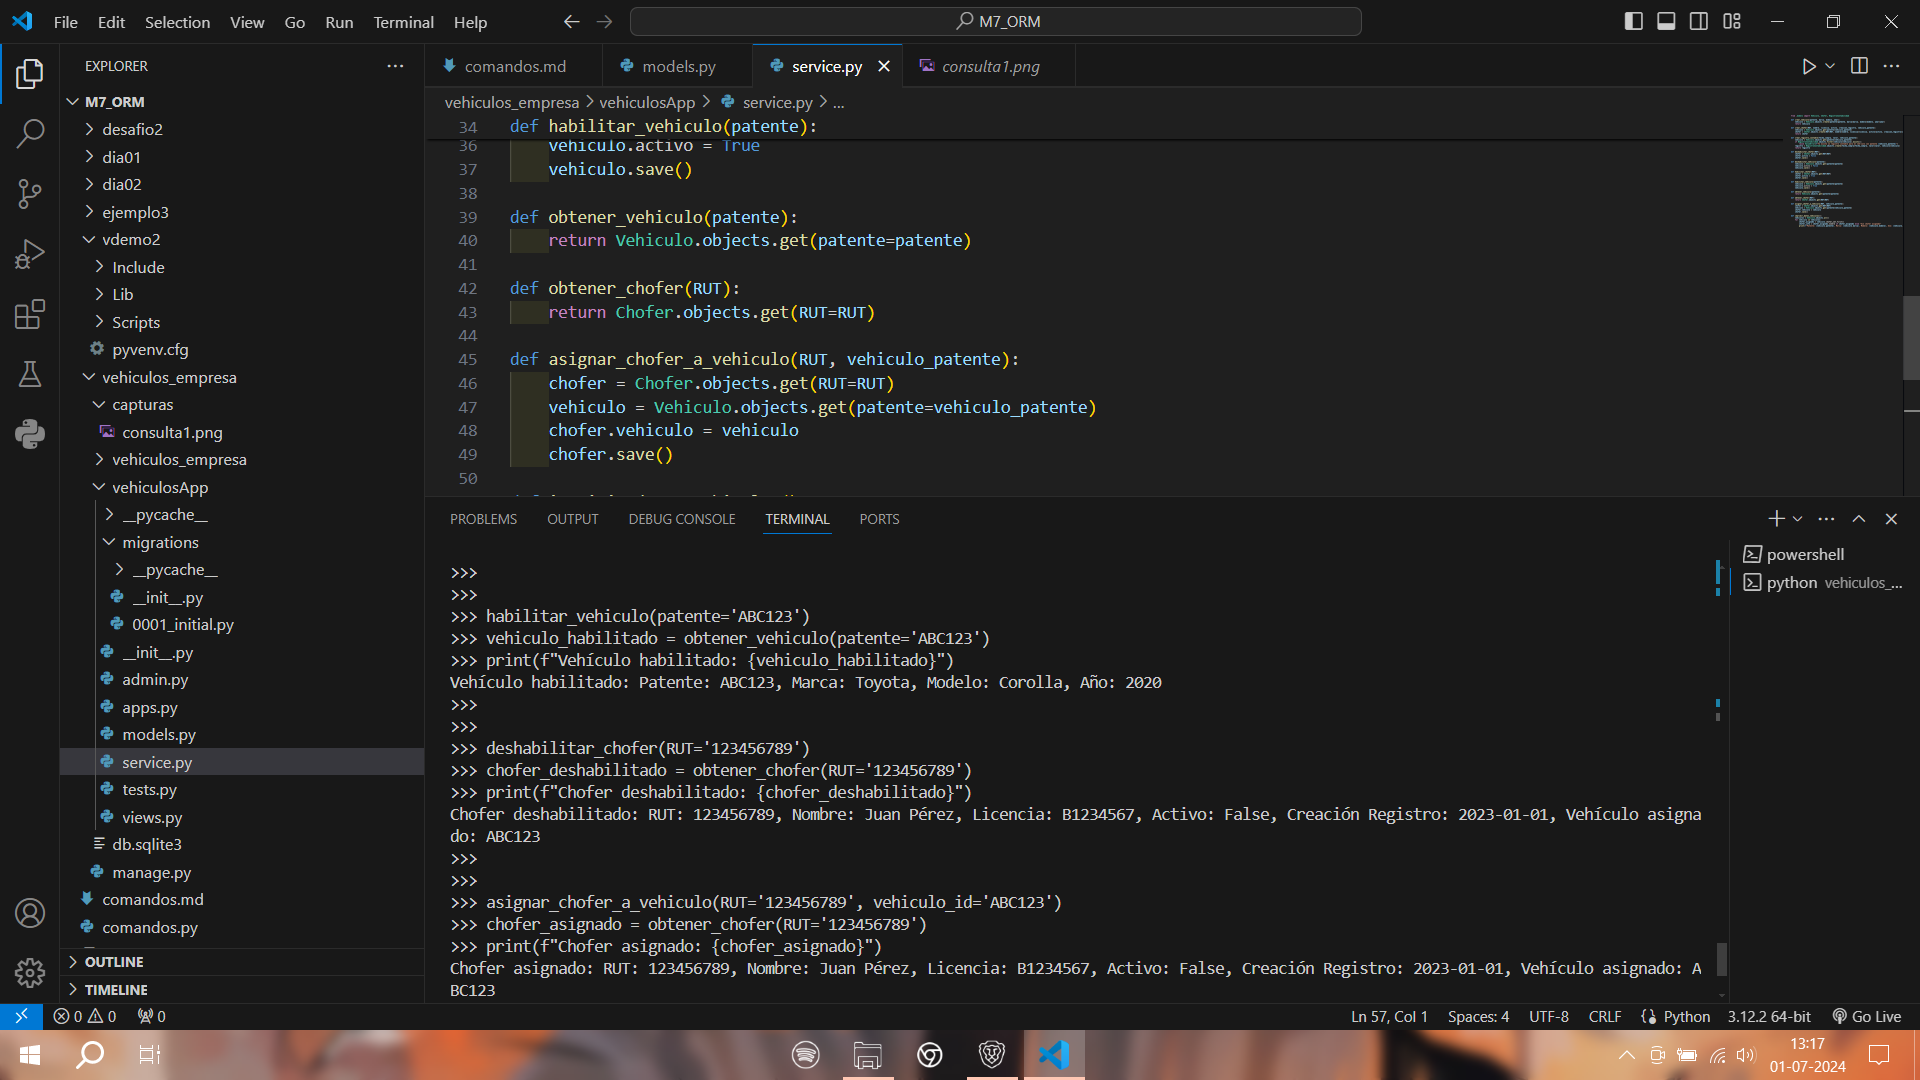 File Edit Selection View Go Run Terminal Help
M7_ORM
EXPLORER
M7_ORM
desafio2
dia01
dia02
ejemplo3
vdemo2
Include
Lib
Scripts
pyvenv.cfg
vehiculos_empresa
capturas
consulta1.png
vehiculos_empresa
vehiculosApp
__pycache__
migrations
__pycache__
__init__.py
0001_initial.py
__init__.py
admin.py
apps.py
models.py
service.py
tests.py
views.py
db.sqlite3
manage.py
comandos.md
comandos.py
OUTLINE
TIMELINE
comandos.md models.py service.py consulta1.png
vehiculos_empresa > vehiculosApp > service.py > ...
34 def habilitar_vehiculo(patente):
36 vehiculo.activo = True
37 vehiculo.save()
38
39 def obtener_vehiculo(patente):
40 return Vehiculo.objects.get(patente=patente)
41
42 def obtener_chofer(RUT):
43 return Chofer.objects.get(RUT=RUT)
44
45 def asignar_chofer_a_vehiculo(RUT, vehiculo_patente):
46 chofer = Chofer.objects.get(RUT=RUT)
47 vehiculo = Vehiculo.objects.get(patente=vehiculo_patente)
48 chofer.vehiculo = vehiculo
49 chofer.save()
50
PROBLEMS OUTPUT DEBUG CONSOLE TERMINAL PORTS
powershell
python vehiculos_...
>>>
>>>
>>> habilitar_vehiculo(patente='ABC123')
>>> vehiculo_habilitado = obtener_vehiculo(patente='ABC123')
>>> print(f"Vehículo habilitado: {vehiculo_habilitado}")
Vehículo habilitado: Patente: ABC123, Marca: Toyota, Modelo: Corolla, Año: 2020
>>>
>>>
>>> deshabilitar_chofer(RUT='123456789')
>>> chofer_deshabilitado = obtener_chofer(RUT='123456789')
>>> print(f"Chofer deshabilitado: {chofer_deshabilitado}")
Chofer deshabilitado: RUT: 123456789, Nombre: Juan Pérez, Licencia: B1234567, Activo: False, Creación Registro: 2023-01-01, Vehículo asigna
do: ABC123
>>>
>>>
>>> asignar_chofer_a_vehiculo(RUT='123456789', vehiculo_id='ABC123')
>>> chofer_asignado = obtener_chofer(RUT='123456789')
>>> print(f"Chofer asignado: {chofer_asignado}")
Chofer asignado: RUT: 123456789, Nombre: Juan Pérez, Licencia: B1234567, Activo: False, Creación Registro: 2023-01-01, Vehículo asignado: A
BC123
0 0 0 Ln 57, Col 1 Spaces: 4 UTF-8 CRLF Python 3.12.2 64-bit Go Live
13:17
01-07-2024